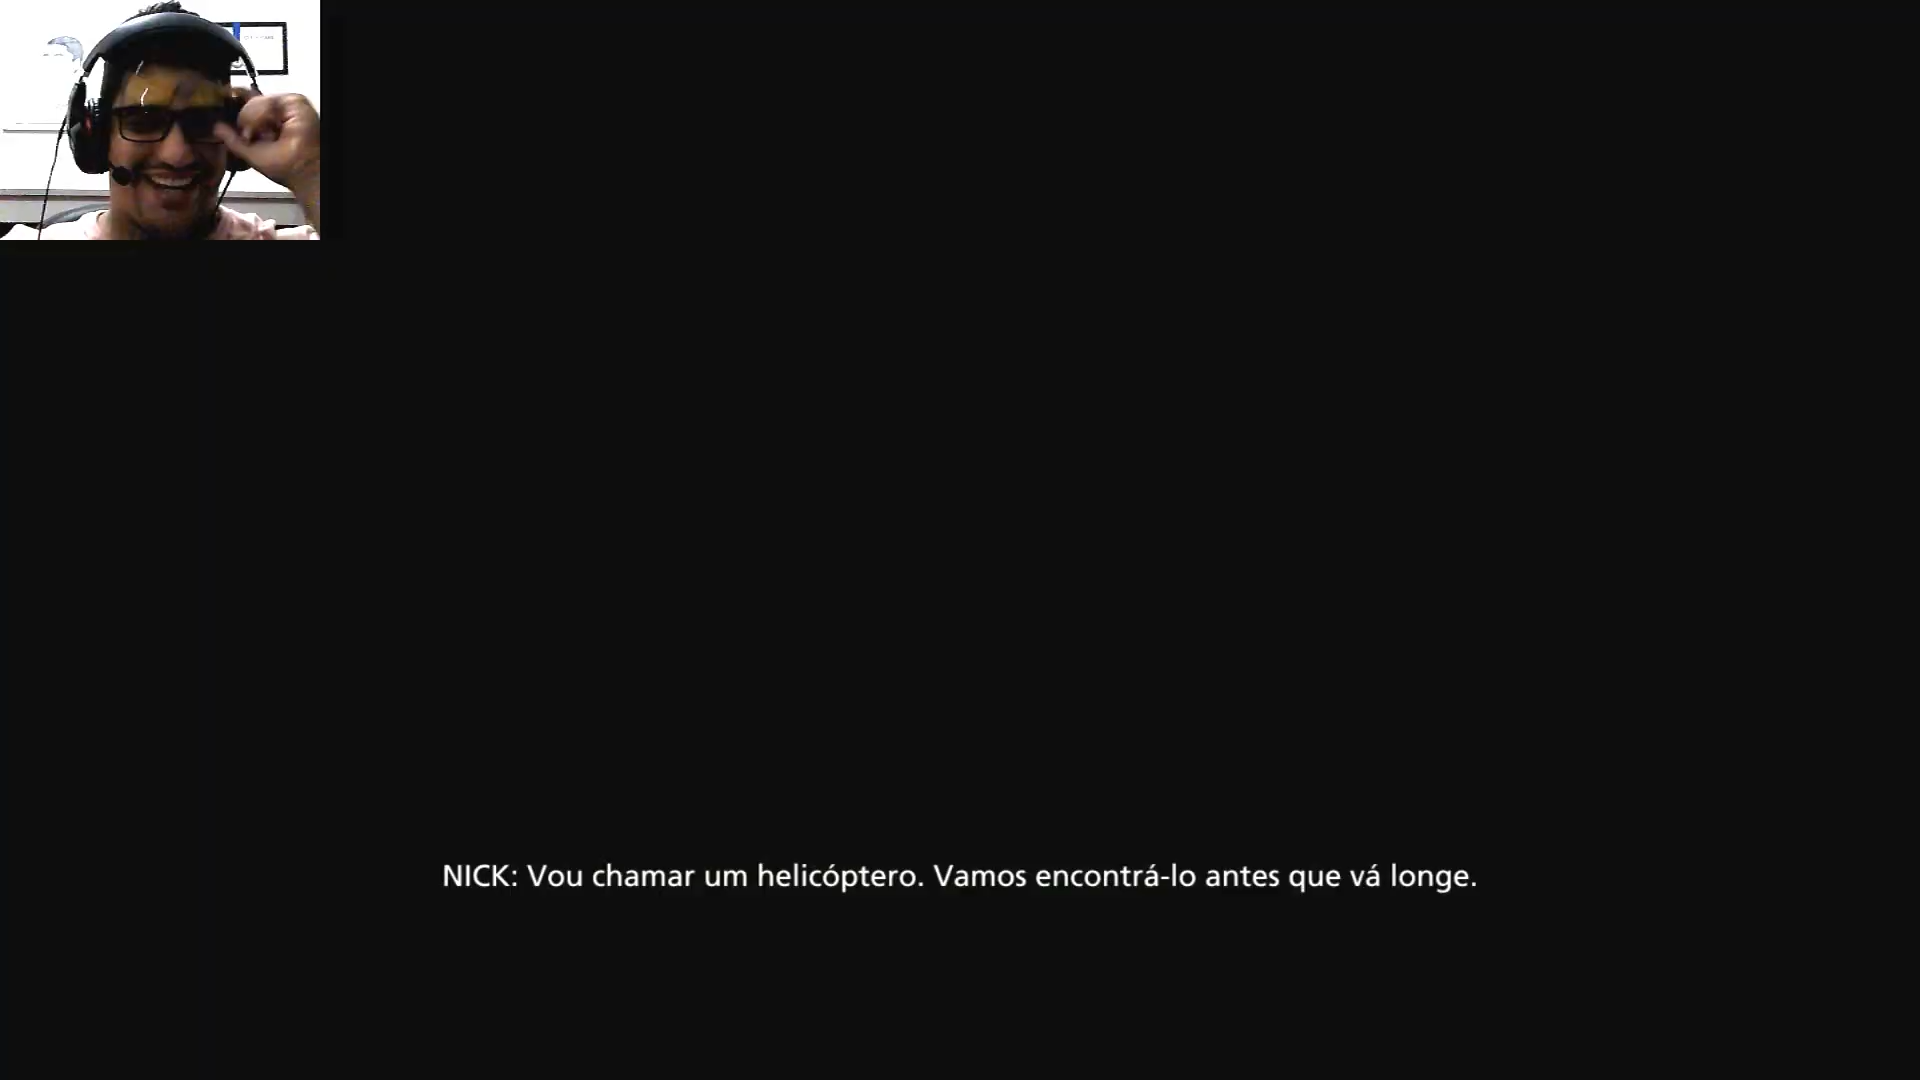 NICK: Vou chamar um helicóptero. Vamos encontrá-lo antes que vá longe.